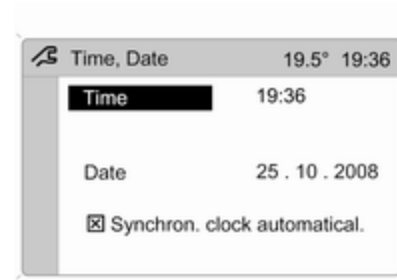 Time, Date 19.5° 19:36
Time 19:36
Date 25 . 10 . 2008
Synchron. clock automatical.